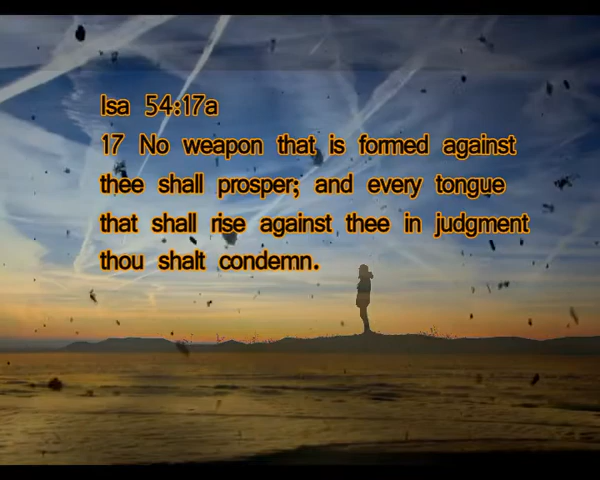 Isa 54:17a
17 No weapon that is formed against
thee shall prosper; and every tongue
that shall rise against thee in judgment
thou shalt condemn.